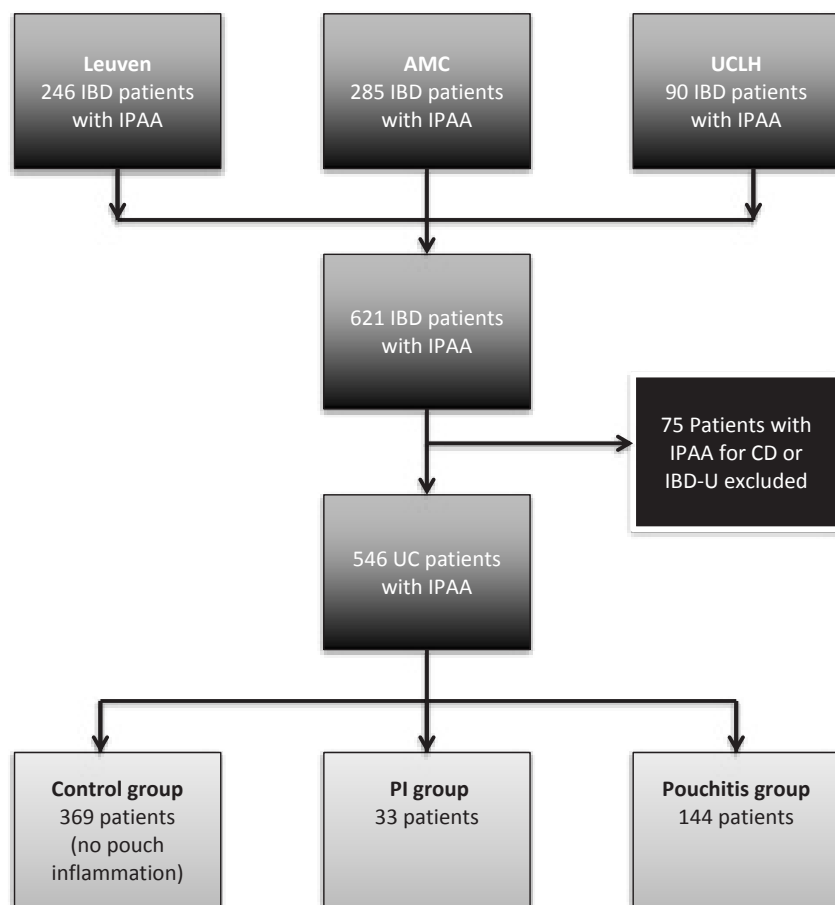 Leuven
246 IBD patients
with IPAA
AMC
285 IBD patients
with IPAA
UCLH
90 IBD patients
with IPAA
621 IBD patients
with IPAA
75 Patients with
IPAA for CD or
IBD-U excluded
546 UC patients
with IPAA
Control group
369 patients
(no pouch
inflammation)
PI group
33 patients
Pouchitis group
144 patients